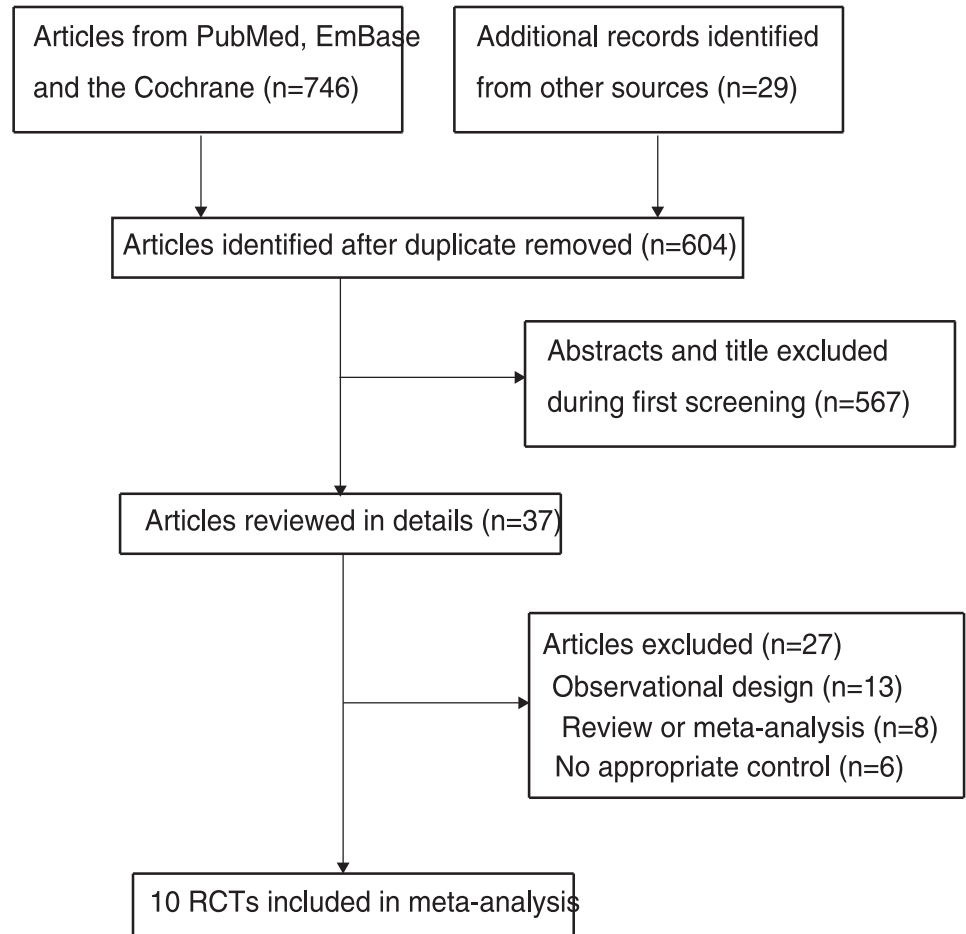 Articles from PubMed, EmBase
and the Cochrane (n=746)
Additional records identified
from other sources (n=29)
Articles identified after duplicate removed (n=604)
Abstracts and title excluded
during first screening (n=567)
Articles reviewed in details (n=37)
Articles excluded (n=27)
Observational design (n=13)
Review or meta-analysis (n=8)
No appropriate control (n=6)
10 RCTs included in meta-analysis